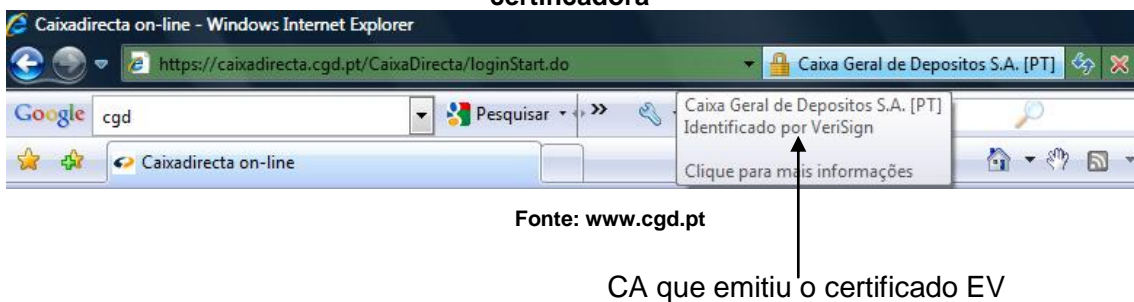 certificadora
Caixadirecta on-line - Windows Internet Explorer
https://caixadirecta.cgd.pt/CaixaDirecta/loginStart.do
Caixa Geral de Depositos S.A. [PT]
Google cgd Pesquisar
Caixa Geral de Depositos S.A. [PT]
Identificado por VeriSign
Clique para mais informações
Caixadirecta on-line
Fonte: www.cgd.pt
CA que emitiu o certificado EV